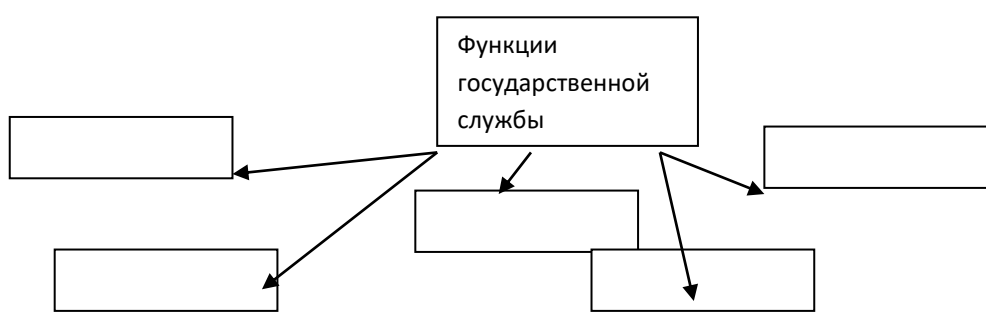 Функции
государственной
службы